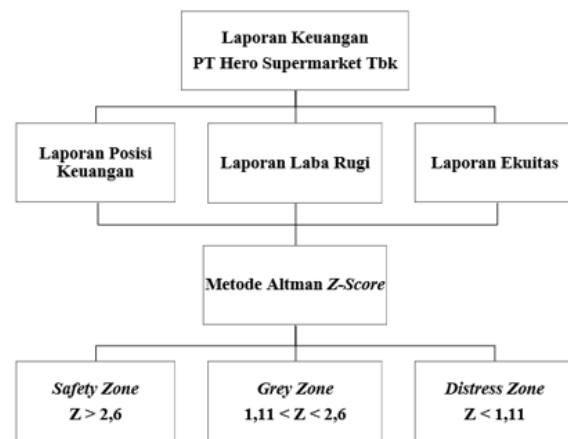 Laporan Keuangan
PT Hero Supermarket Tbk
Laporan Posisi
Keuangan
Laporan Laba Rugi
Laporan Ekuitas
Metode Altman Z-Score
Safety Zone
Z > 2,6
Grey Zone
1,11 < Z < 2,6
Distress Zone
Z < 1,11